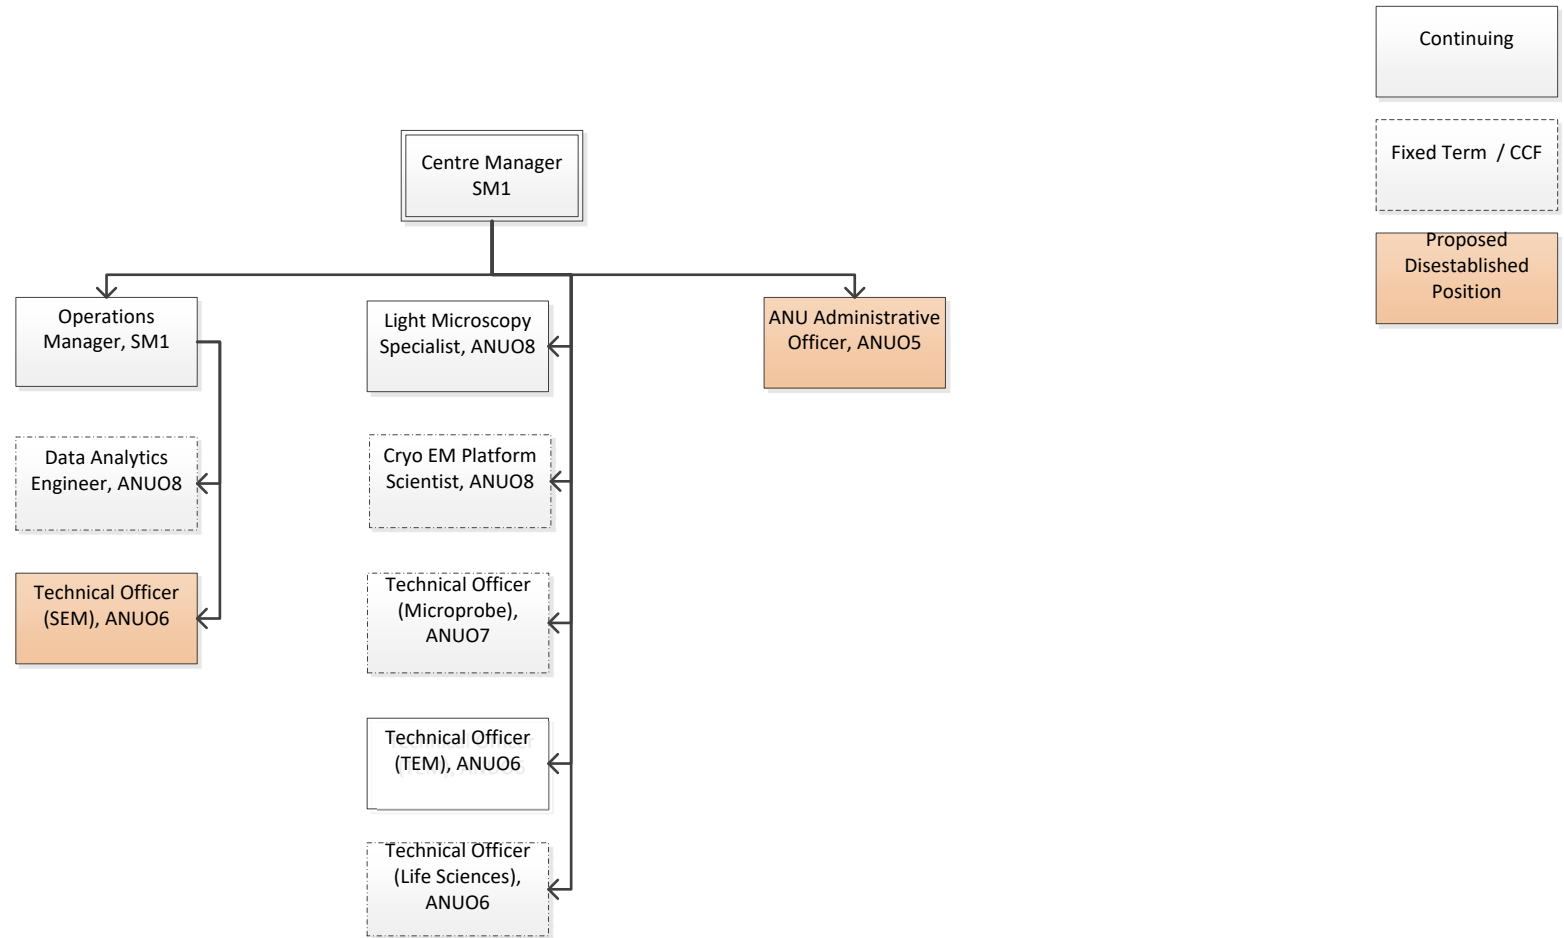 Continuing
Fixed Term / CCF
Proposed
Disestablished
Position
Centre Manager
SM1
Operations
Manager, SM1
Data Analytics
Engineer, ANUO8
Technical Officer
(SEM), ANUO6
Light Microscopy
Specialist, ANUO8
Cryo EM Platform
Scientist, ANUO8
Technical Officer
(Microprobe),
ANUO7
Technical Officer
(TEM), ANUO6
Technical Officer
(Life Sciences),
ANUO6
ANU Administrative
Officer, ANUO5